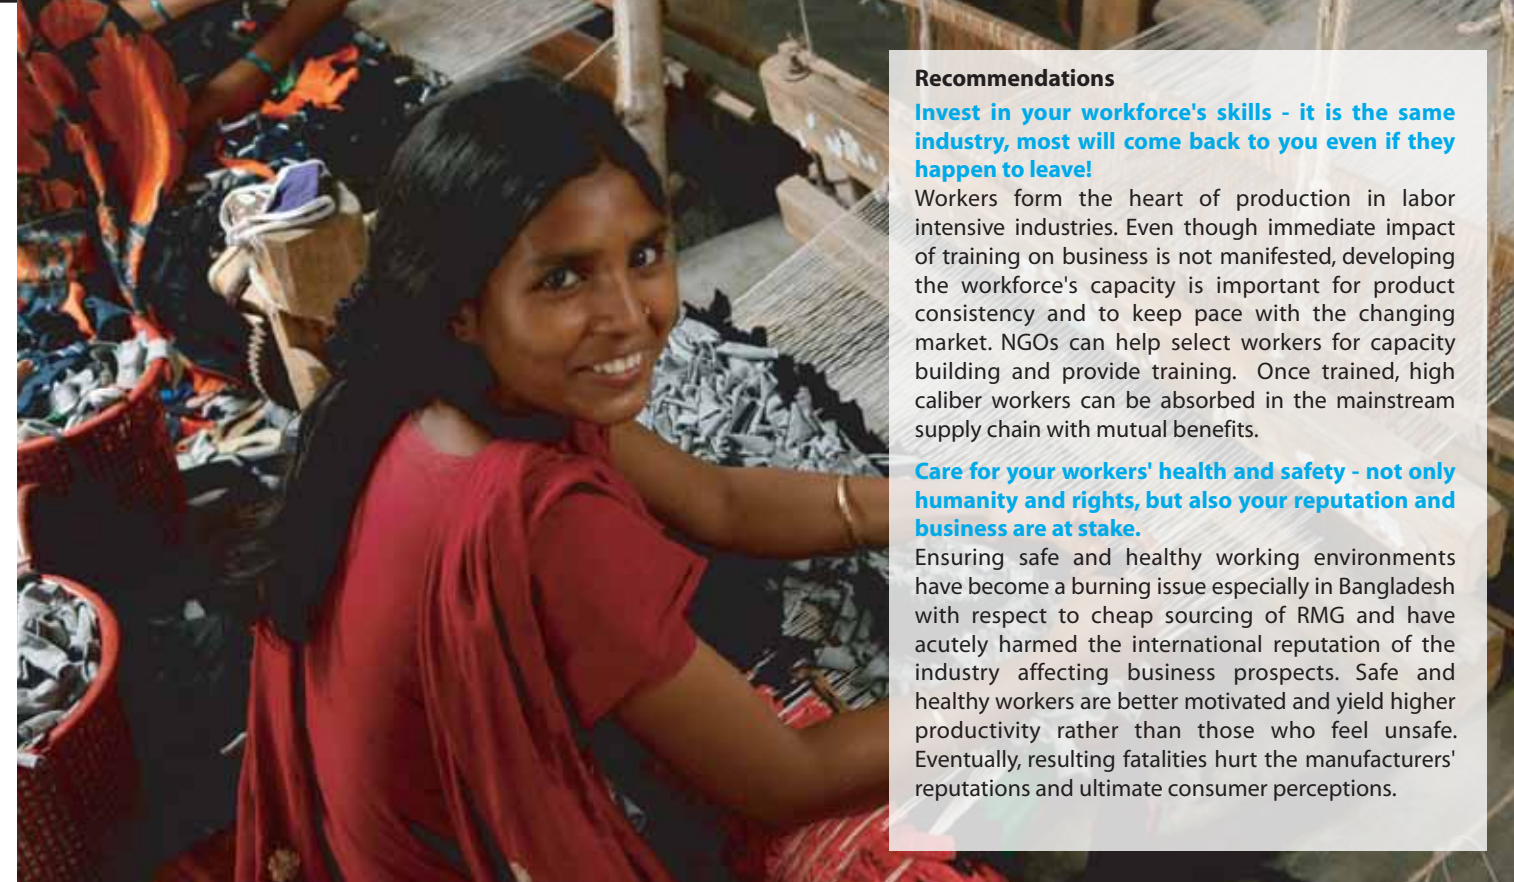 Recommendations
Invest in your workforce's skills - it is the same
industry, most will come back to you even if they
happen to leave!
Workers form the heart of production in labor
intensive industries. Even though immediate impact
of training on business is not manifested, developing
the workforce's capacity is important for product
consistency and to keep pace with the changing
market. NGOs can help select workers for capacity
building and provide training. Once trained, high
caliber workers can be absorbed in the mainstream
supply chain with mutual benefits.
Care for your workers' health and safety - not only
humanity and rights, but also your reputation and
business are at stake.
Ensuring safe and healthy working environments
have become a burning issue especially in Bangladesh
with respect to cheap sourcing of RMG and have
acutely harmed the international reputation of the
industry affecting business prospects. Safe and
healthy workers are better motivated and yield higher
productivity rather than those who feel unsafe.
Eventually, resulting fatalities hurt the manufacturers'
reputations and ultimate consumer perceptions.